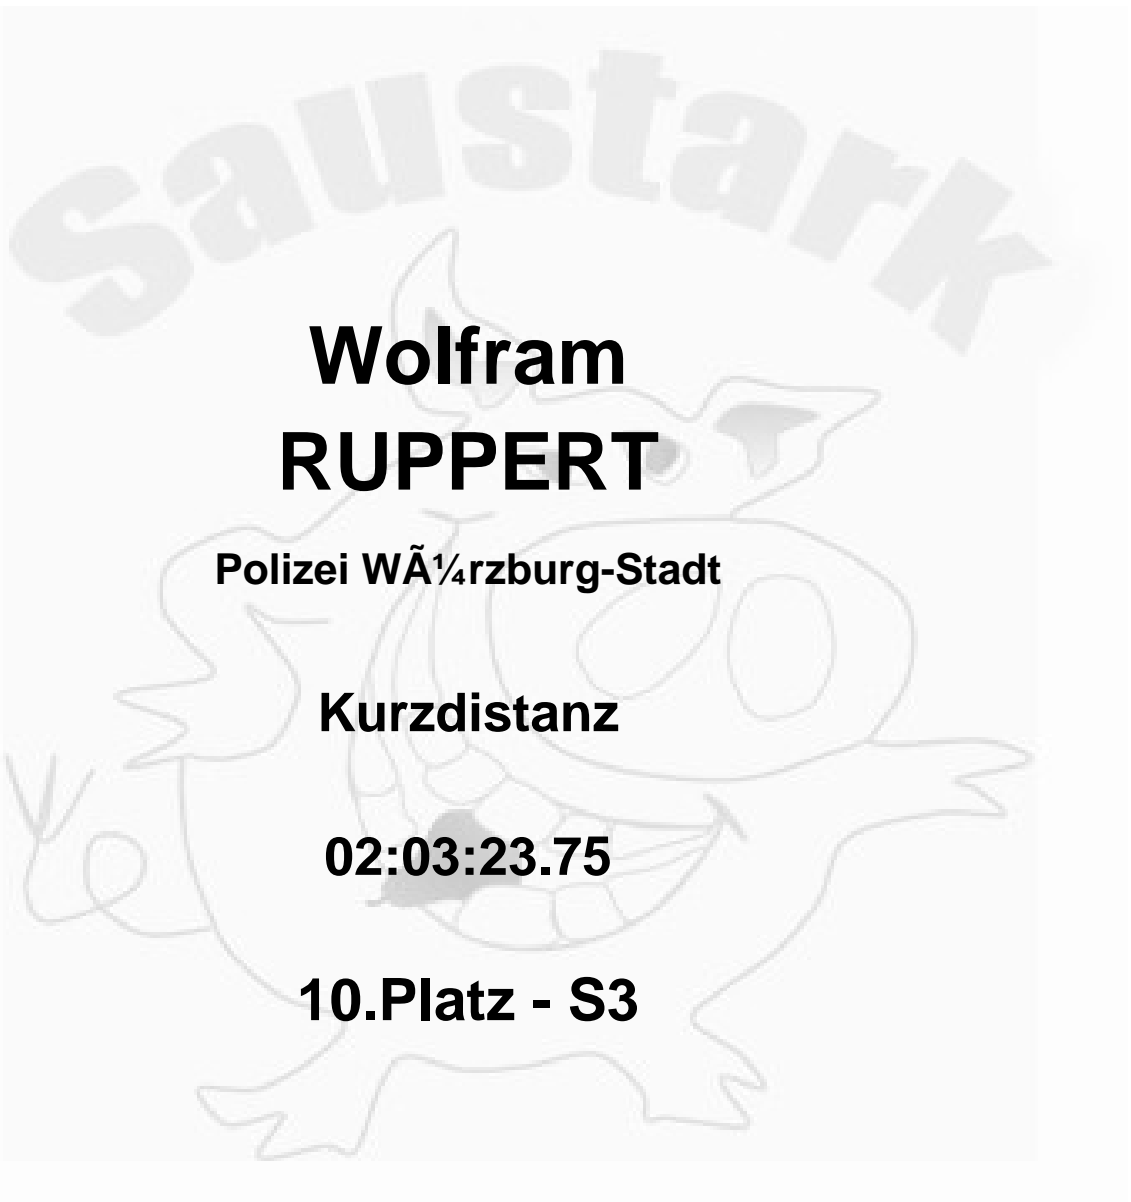 Saustark
Wolfram
RUPPERT
Polizei WÃ¼rzburg-Stadt
Kurzdistanz
02:03:23.75
10.Platz - S3